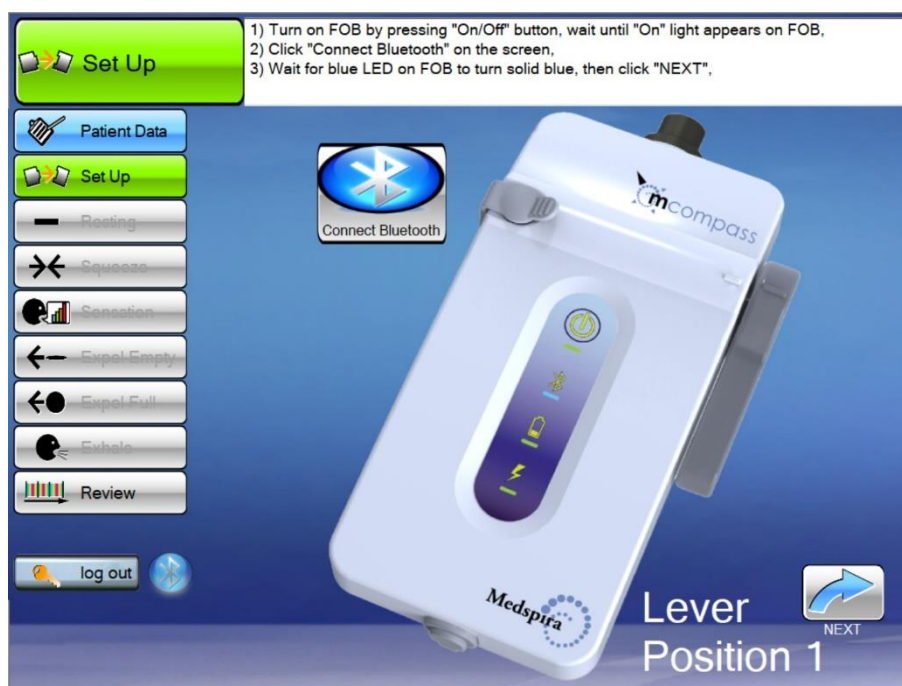 Set Up
1) Turn on FOB by pressing "On/Off" button, wait until "On" light appears on FOB,
2) Click "Connect Bluetooth" on the screen,
3) Wait for blue LED on FOB to turn solid blue, then click "NEXT",
Patient Data
Set Up
Resting
Squeeze
Sensation
Expel Empty
Expel Full
Exhale
Review
log out
Connect Bluetooth
mcompass
Medspira
Lever
Position 1
NEXT